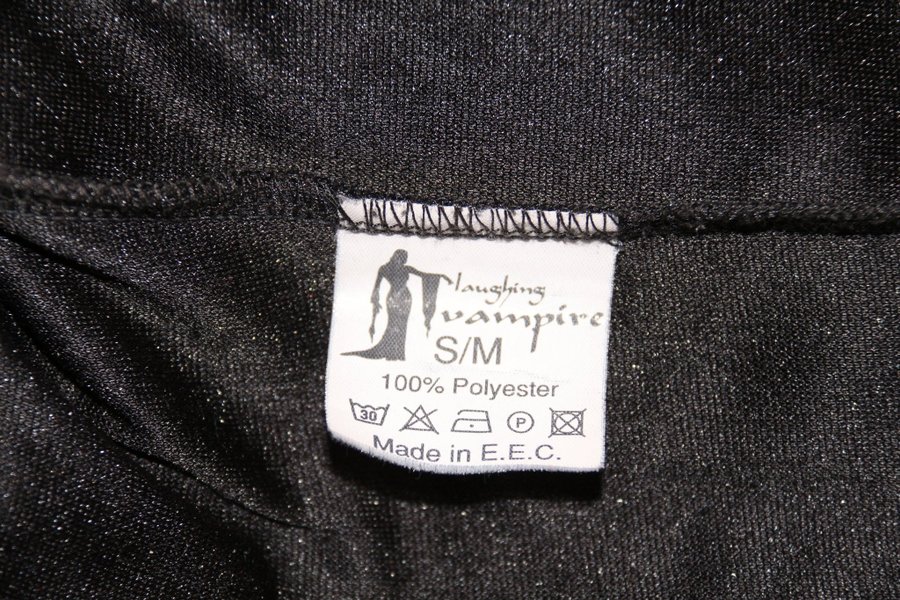 laughing
vampire
S/M
100% Polyester
30 P
Made in E.E.C.